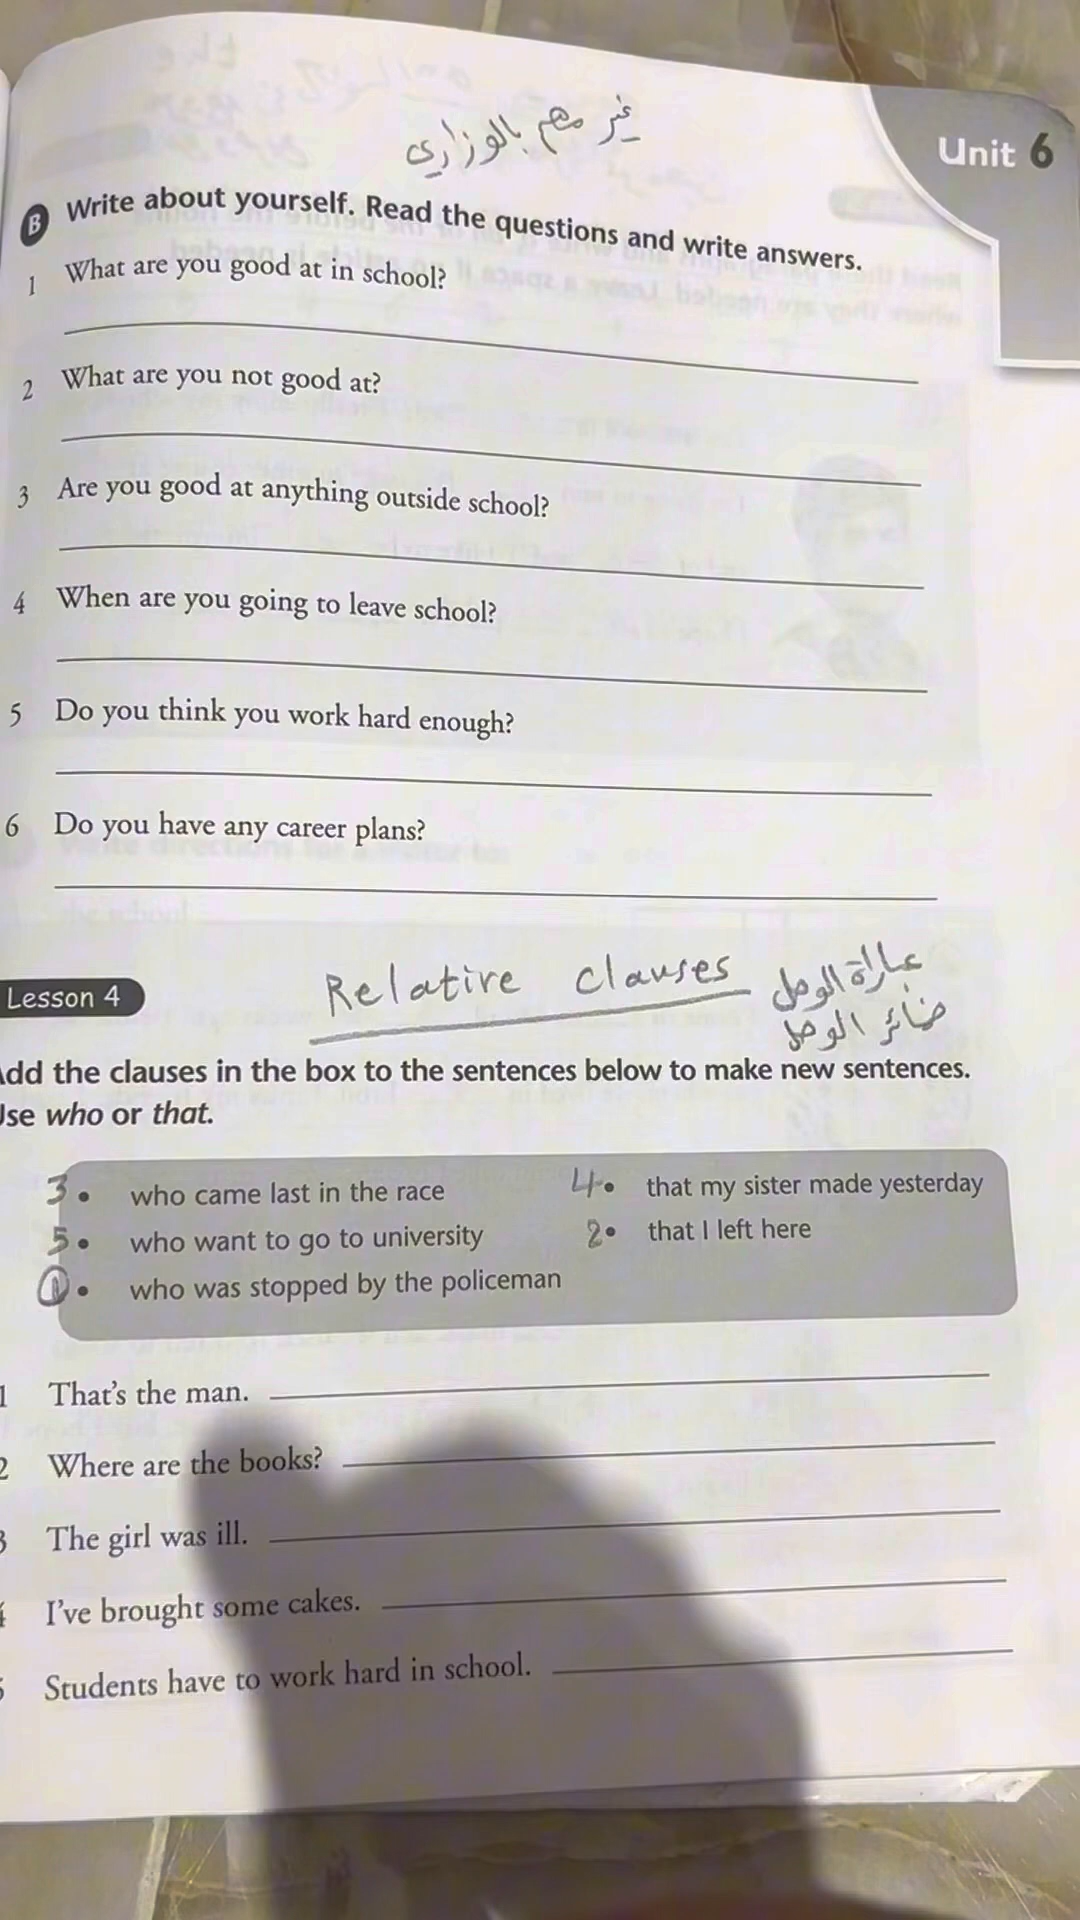 غير مهم بالوزاري
Unit 6
B Write about yourself. Read the questions and write answers.
1 What are you good at in school?
2 What are you not good at?
3 Are you good at anything outside school?
4 When are you going to leave school?
5 Do you think you work hard enough?
6 Do you have any career plans?
Lesson 4
Relative Clauses
عباراة الوصل
ضمائر الوصل
dd the clauses in the box to the sentences below to make new sentences.
se who or that.
3 • who came last in the race
5 • who want to go to university
1 • who was stopped by the policeman
4 • that my sister made yesterday
2 • that I left here
1 That's the man.
2 Where are the books?
3 The girl was ill.
4 I've brought some cakes.
5 Students have to work hard in school.